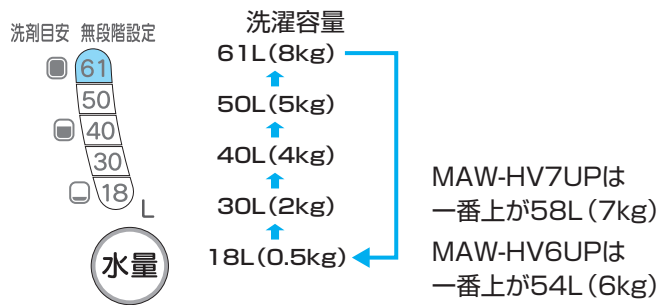 洗剤目安 無段階設定
61
50
40
30
18
L
水量
洗濯容量
61L(8kg)
50L(5kg)
40L(4kg)
30L(2kg)
18L(0.5kg)
MAW-HV7UPは
一番上が58L(7kg)
MAW-HV6UPは
一番上が54L(6kg)